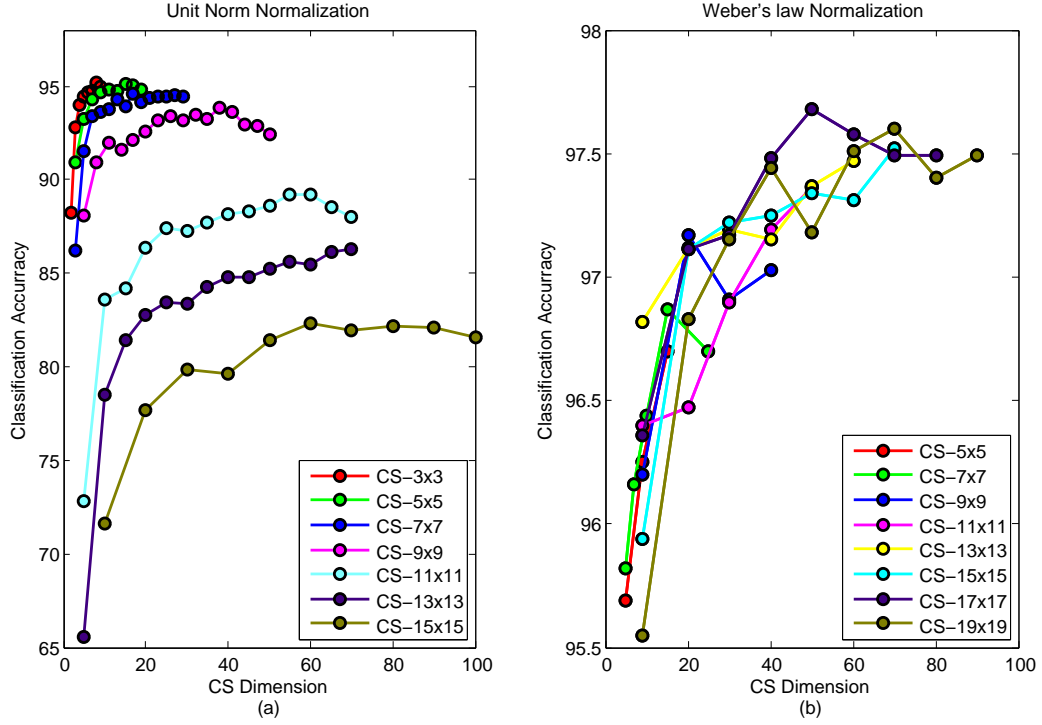 Unit Norm Normalization
Classification Accurracy
95
90
85
80
75
70
65
0
20
40
60
80
100
CS Dimension
(a)
CS−3x3
CS−5x5
CS−7x7
CS−9x9
CS−11x11
CS−13x13
CS−15x15
Weber's law Normalization
Classification Accurracy
98
97.5
97
96.5
96
95.5
0
20
40
60
80
100
CS Dimension
(b)
CS−5x5
CS−7x7
CS−9x9
CS−11x11
CS−13x13
CS−15x15
CS−17x17
CS−19x19